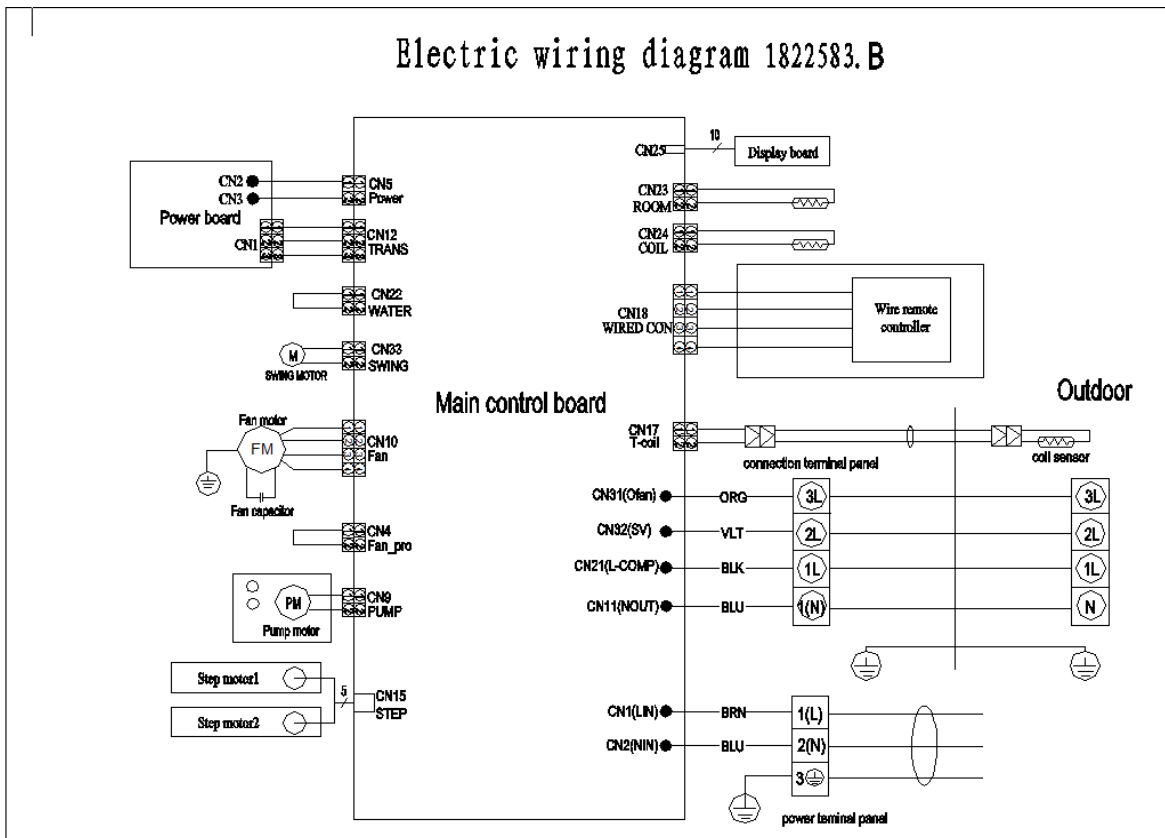 Electric wiring diagram 1822583.B
CN25
10
Display board
CN2
CN3
Power board
CN1
CN5
Power
CN12
TRANS
CN23
ROOM
CN24
COIL
CN22
WATER
CN18
WIRED CON
Wire remote
controller
M
SWING MOTOR
CN33
SWING
Main control board
Outdoor
Fan motor
FM
CN10
Fan
Fan capacitor
CN17
T-coil
connection terminal panel
coil sensor
CN31(Ofan)
ORG
3L
3L
CN4
Fan_pro
CN32(SV)
VLT
2L
2L
CN21(L-COMP)
BLK
1L
1L
PM
Pump motor
CN9
PUMP
CN11(NOUT)
BLU
1(N)
N
Step motor1
Step motor2
5
CN15
STEP
CN1(LIN)
BRN
1(L)
CN2(NIN)
BLU
2(N)
3
power teminal panel